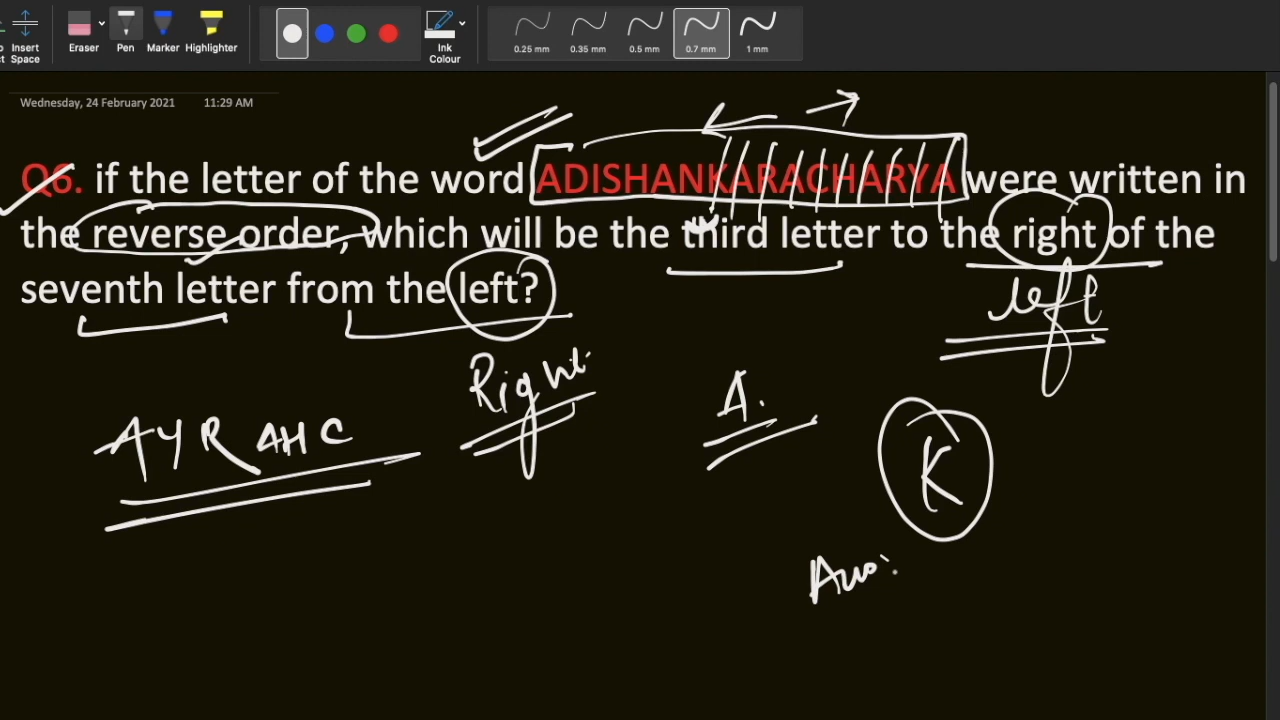 Insert
Space
Eraser
Pen
Marker
Highlighter
Ink
Colour
0.25 mm
0.35 mm
0.5 mm
0.7 mm
1 mm
Wednesday, 24 February 2021 11:29 AM
Q6. if the letter of the word ADISHANKARACHARYA were written in
the reverse order, which will be the third letter to the right of the
seventh letter from the left?
left
Right
A.
AYRAHC
K
Ans: